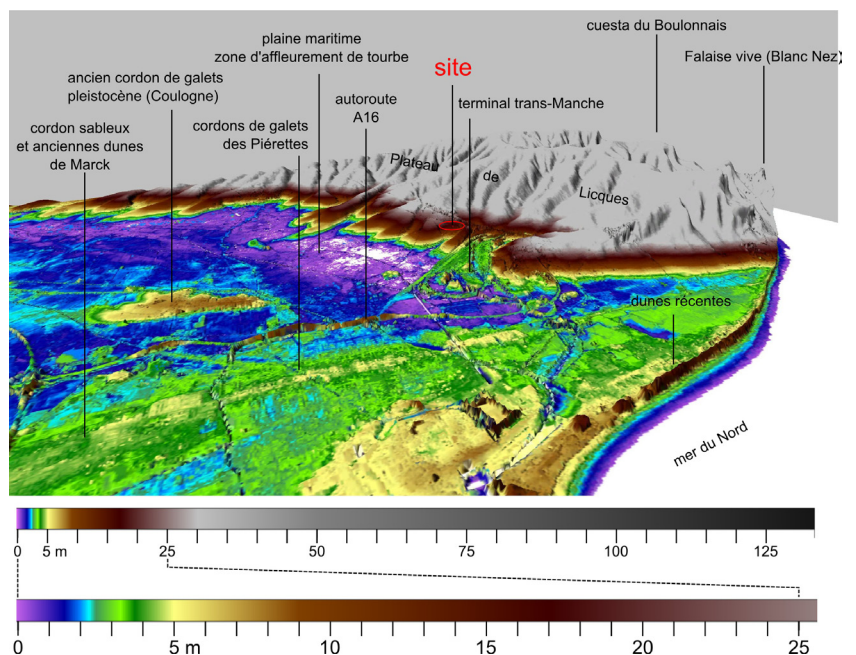 cuesta du Boulonnais
plaine maritime
zone d'affleurement de tourbe
site
Falaise vive (Blanc Nez)
ancien cordon de galets
pleistocène (Coulogne)
autoroute
A16
terminal trans-Manche
cordon sableux
et anciennes dunes
de Marck
cordons de galets
des Piérettes
Plateau
de
Licques
dunes récentes
mer du Nord
0 5 m 25 50 75 100 125
5 m 10 15 20 25